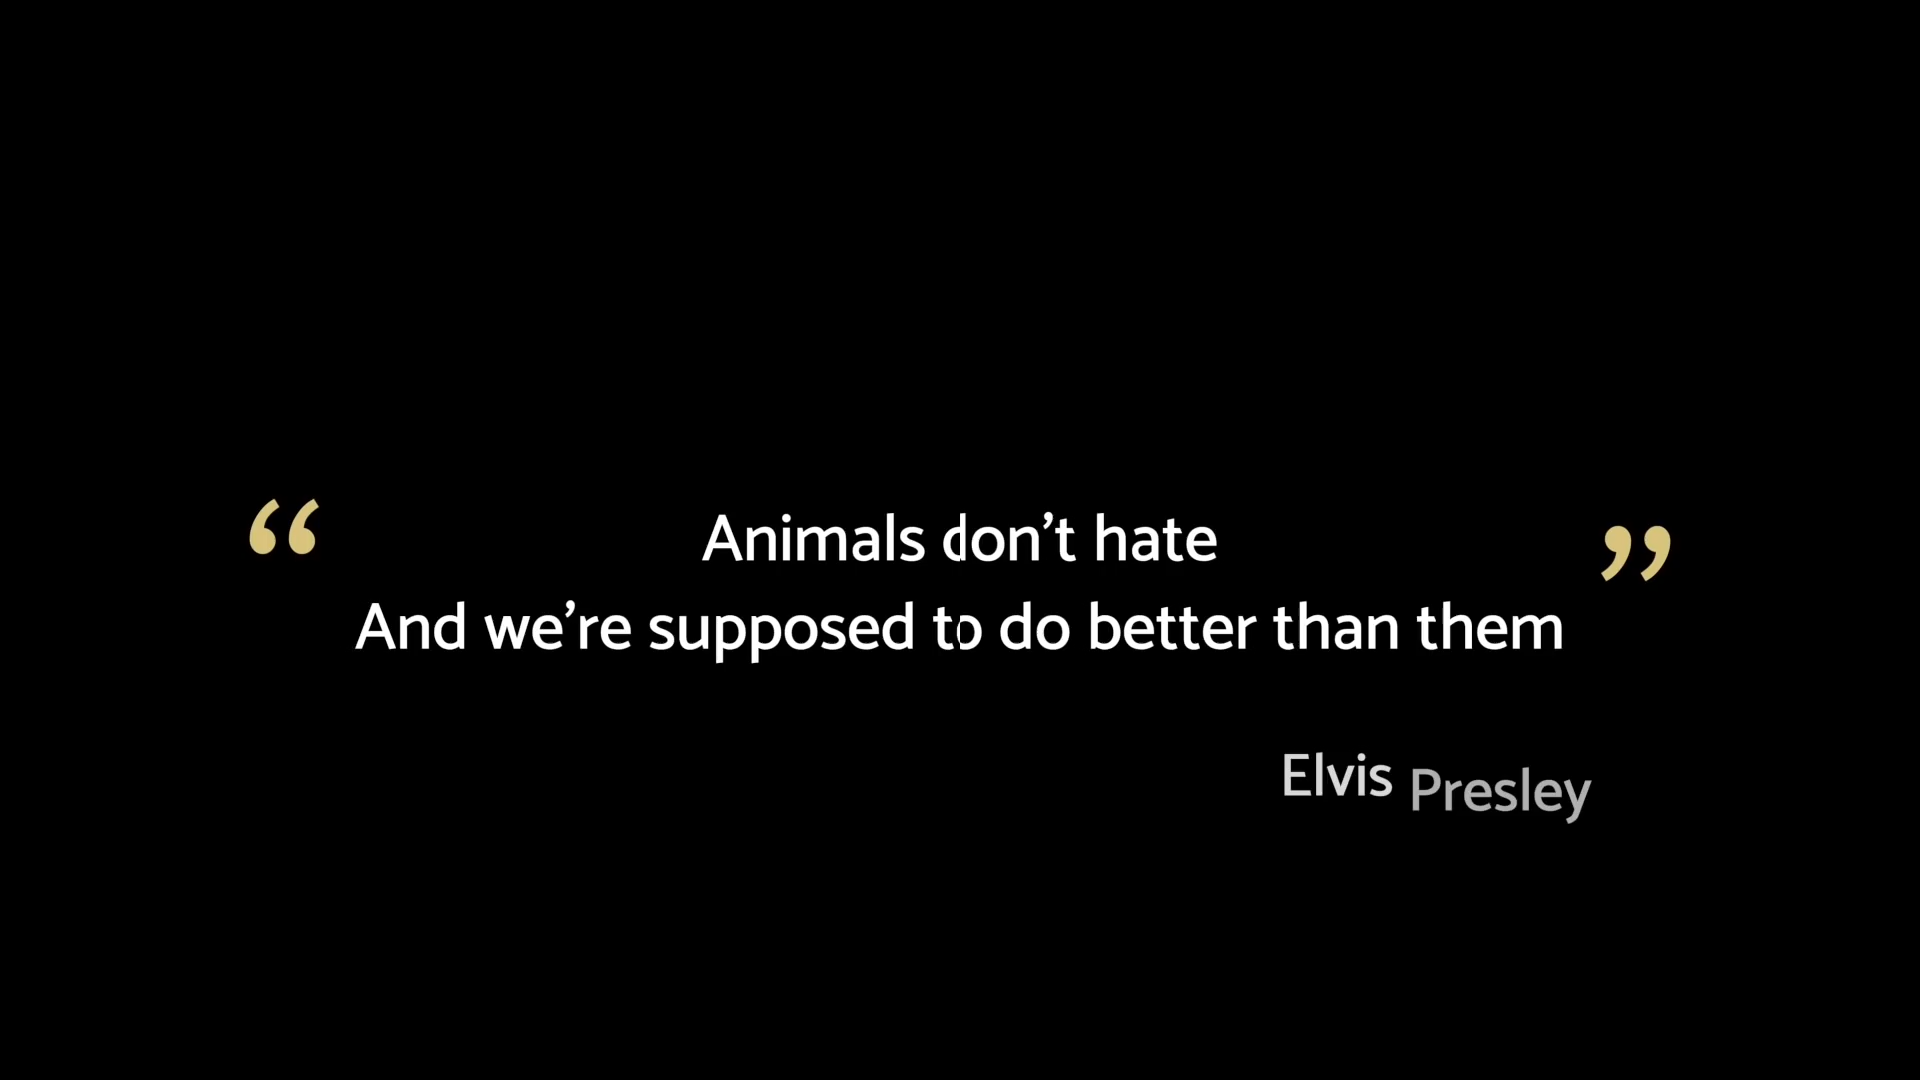 “Animals don’t hate
And we’re supposed to do better than them”
Elvis Presley